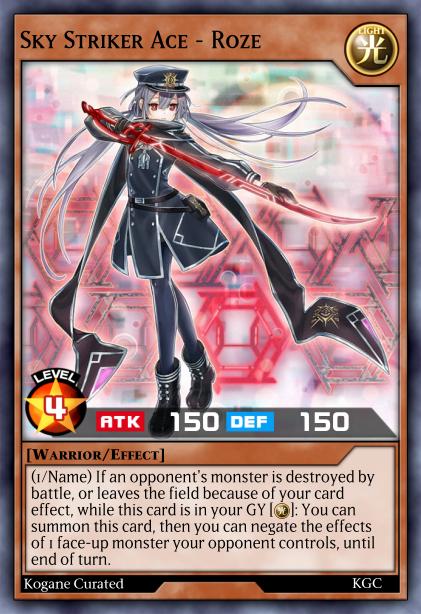 Sky Striker Ace - Roze
LIGHT
光
LEVEL
4
ATK 150 DEF 150
[Warrior/Effect]
(1/Name) If an opponent's monster is destroyed by
battle, or leaves the field because of your card
effect, while this card is in your GY [光]: You can
summon this card, then you can negate the effects
of 1 face-up monster your opponent controls, until
end of turn.
Kogane Curated KGC